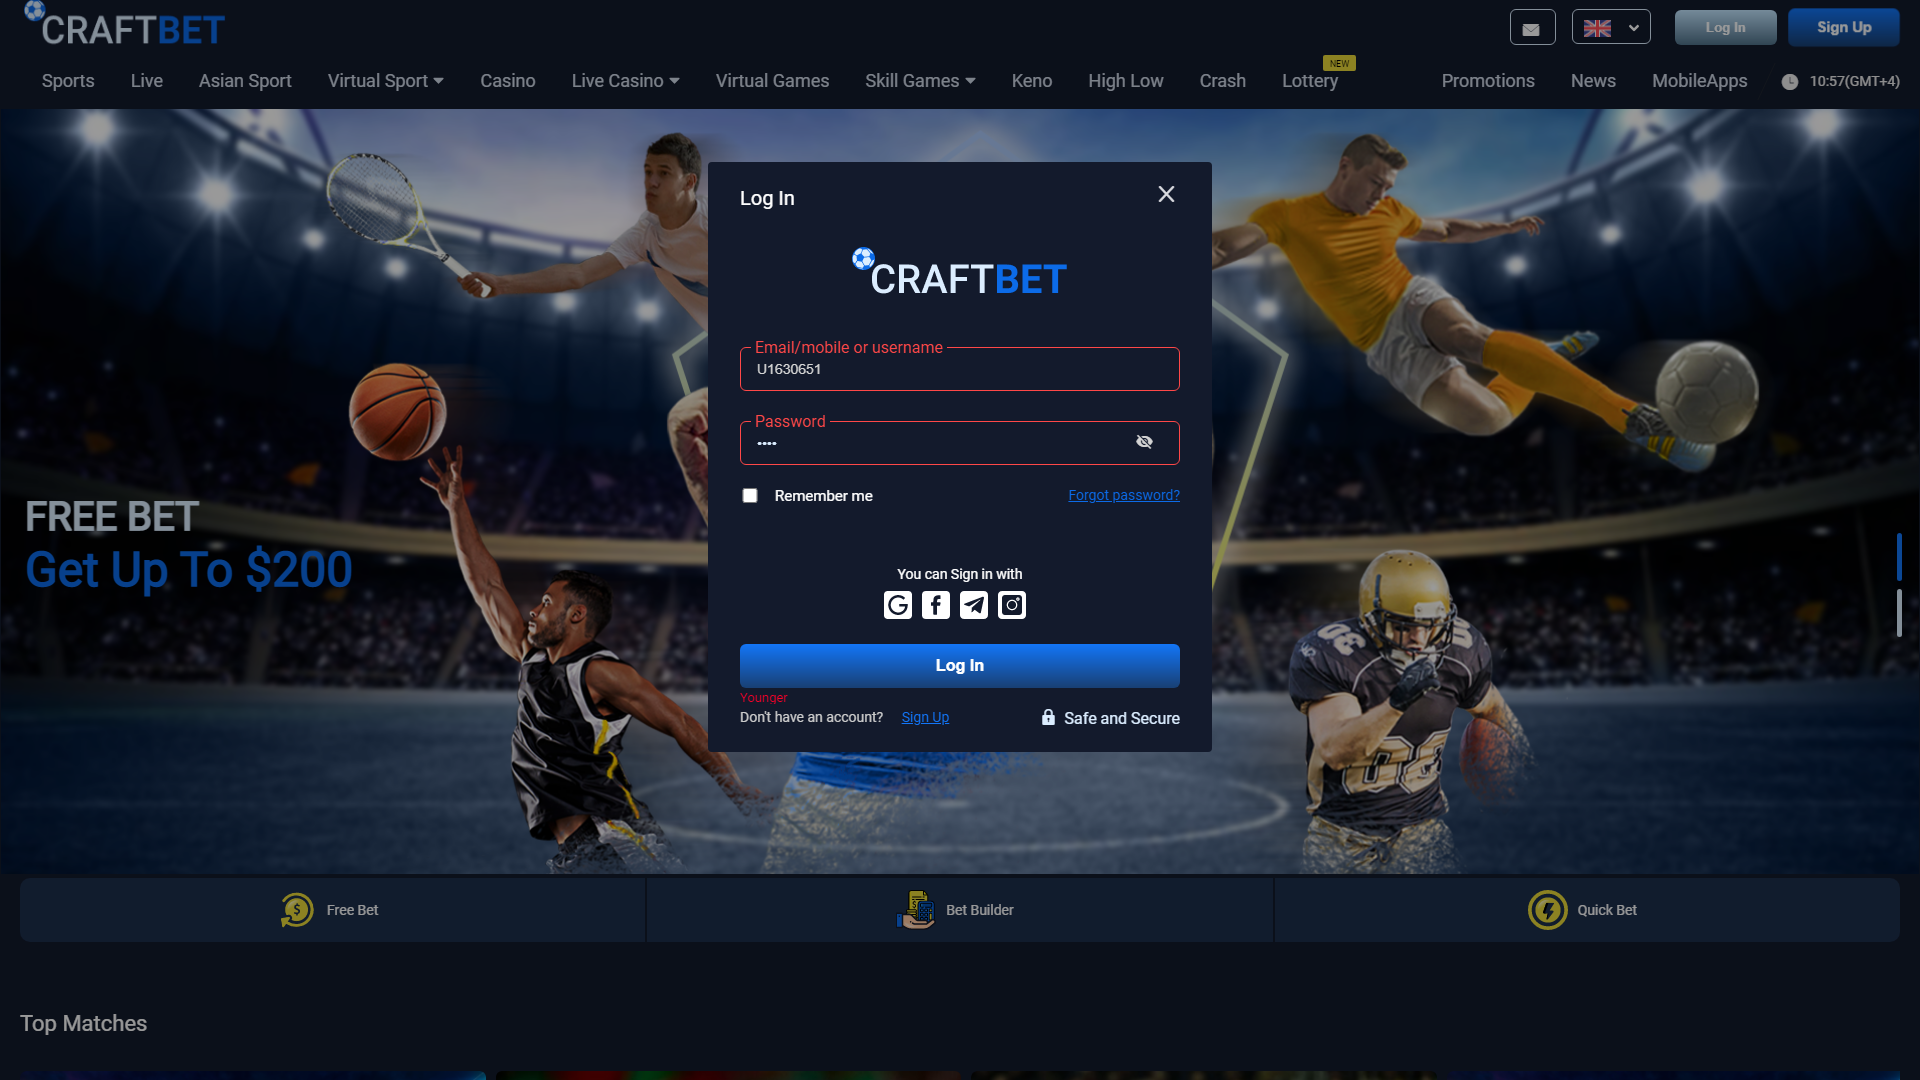 CRAFTBET
Log In
Sign Up
Sports
Live
Asian Sport
Virtual Sport
Casino
Live Casino
Virtual Games
Skill Games
Keno
High Low
Crash
Lottery
NEW
Promotions
News
MobileApps
10:57(GMT+4)
FREE BET
Get Up To $200
Log In
CRAFTBET
Email/mobile or username
U1630651
Password
••••
Remember me
Forgot password?
You can Sign in with
Log In
Younger
Don't have an account?
Sign Up
Safe and Secure
Free Bet
Bet Builder
Quick Bet
Top Matches